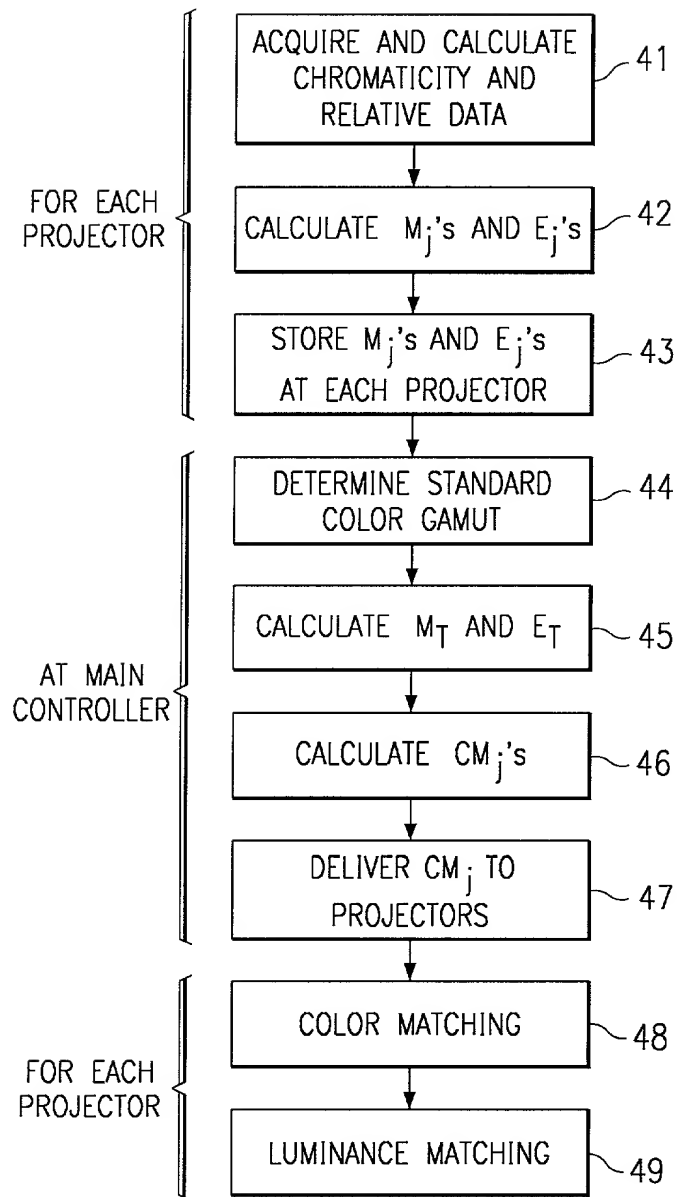 ACQUIRE AND CALCULATE
CHROMATICITY AND
RELATIVE DATA
41
FOR EACH
PROJECTOR
CALCULATE Mj's AND Ej's
42
STORE Mj's AND Ej's
AT EACH PROJECTOR
43
DETERMINE STANDARD
COLOR GAMUT
44
CALCULATE MT AND ET
45
AT MAIN
CONTROLLER
CALCULATE CMj's
46
DELIVER CMj TO
PROJECTORS
47
COLOR MATCHING
48
FOR EACH
PROJECTOR
LUMINANCE MATCHING
49